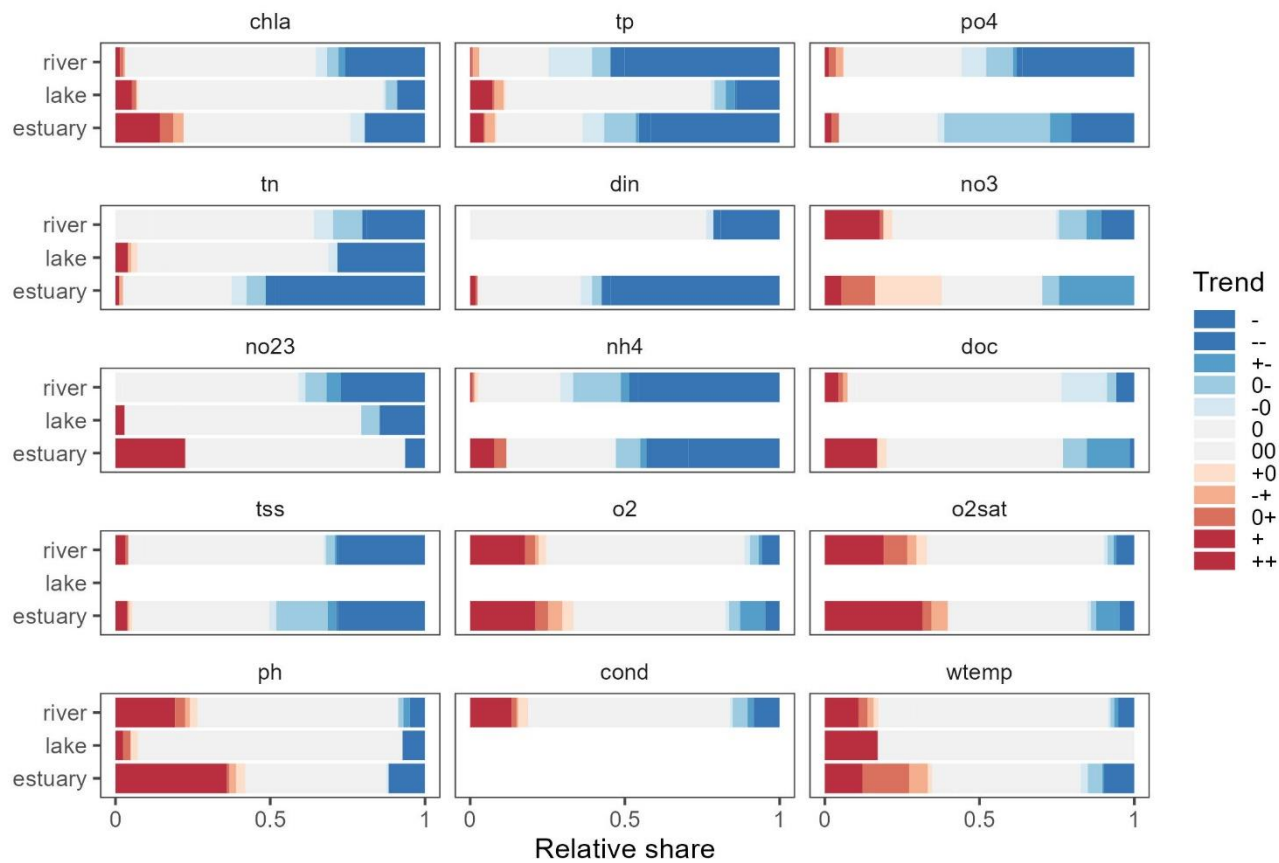 chla tp po4
river
lake
estuary
tn din no3
river
lake
estuary
no23 nh4 doc
river
lake
estuary
tss o2 o2sat
river
lake
estuary
ph cond wtemp
river
lake
estuary
0 0.5 1 0 0.5 1 0 0.5 1
Relative share
Trend
-
--
+-
0-
-0
0
00
+0
-+
0+
+
++